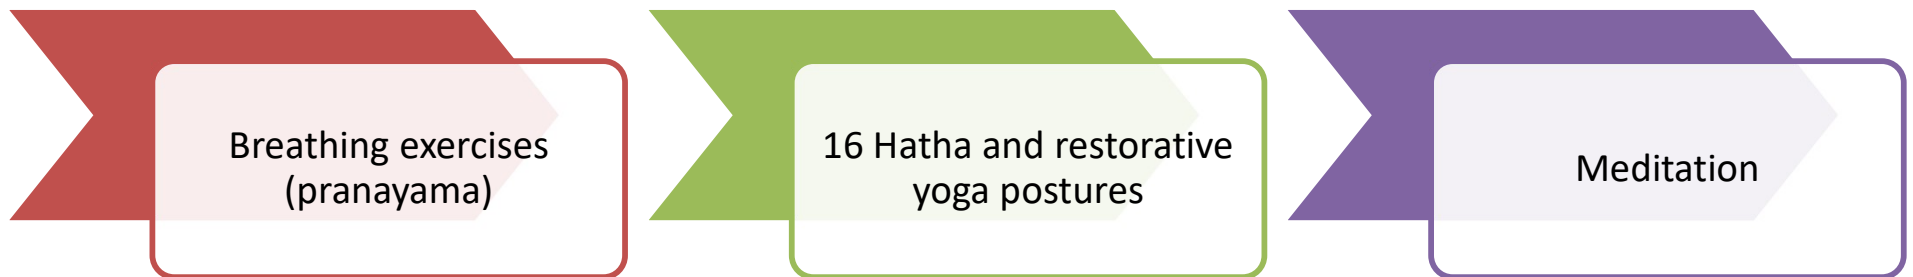 Breathing exercises
(pranayama)
16 Hatha and restorative
yoga postures
Meditation